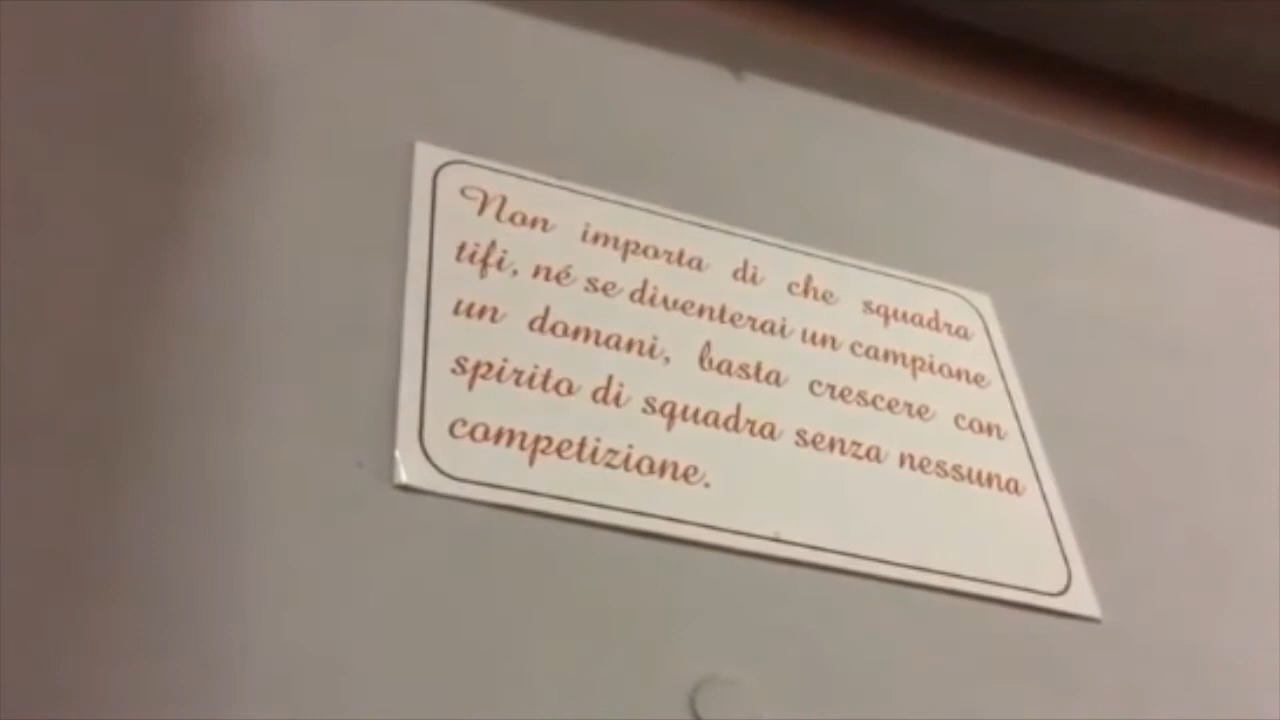 Non importa di che squadra
tifi, né se diventerai un campione
un domani, basta crescere con
spirito di squadra senza nessuna
competizione.